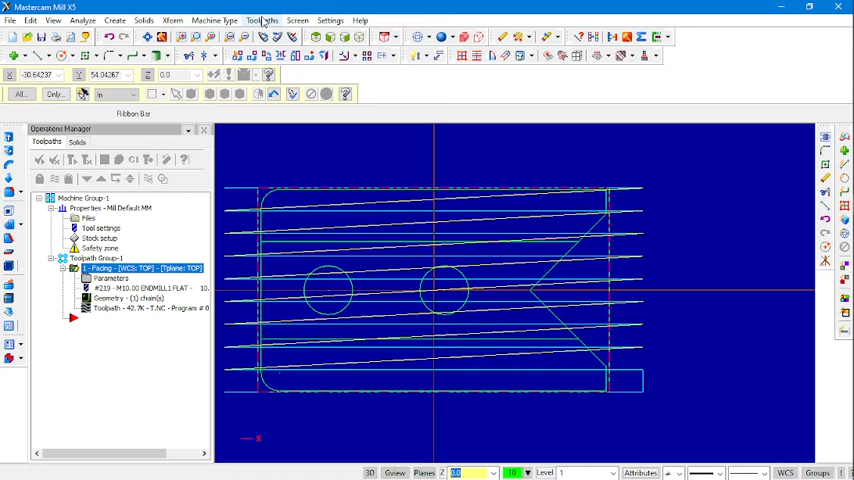 Mastercam Mill X5
File Edit View Analyze Create Solids Xform Machine Type Toolpaths Screen Settings Help
X -30.64237 Y 54.04267 Z 0.0
All... Only... In
Ribbon Bar
Operations Manager
Toolpaths Solids
G1
Machine Group-1
Properties - Mill Default MM
Files
Tool settings
Stock setup
Safety zone
Toolpath Group-1
1 - Facing - [WCS: TOP] - [Tplane: TOP]
Parameters
#219 - M10.00 ENDMILL1 FLAT - 10.
Geometry - (1) chain(s)
Toolpath - 42.7K - T.NC - Program # 0
X
3D Gview Planes Z 0.0 10 Level 1 Attributes WCS Groups